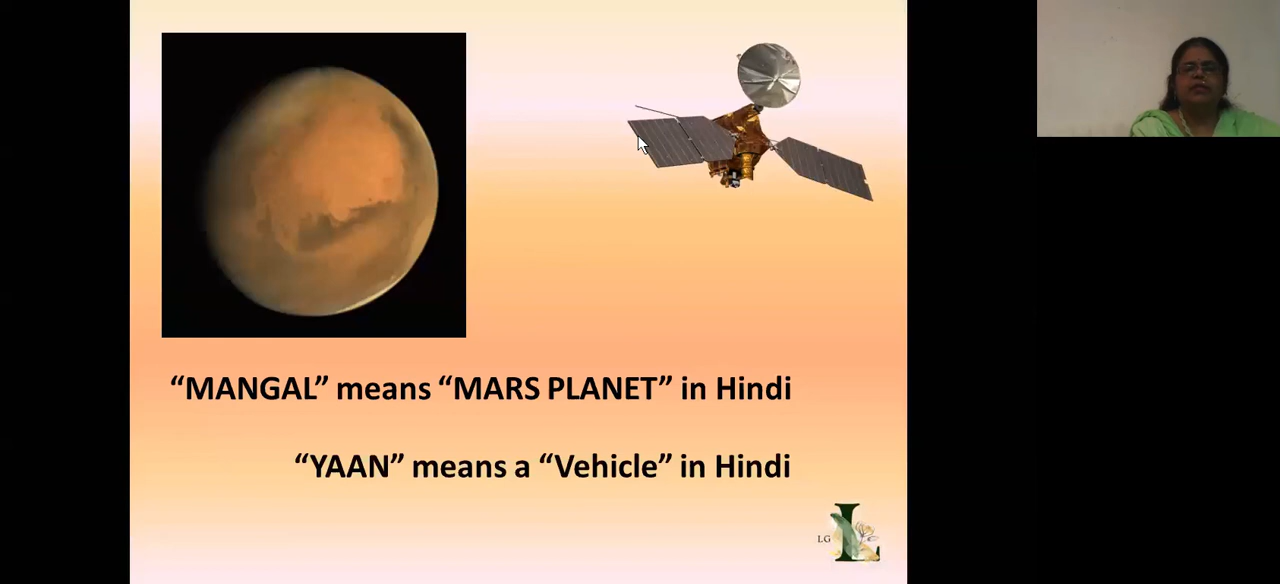 “MANGAL” means “MARS PLANET” in Hindi
“YAAN” means a “Vehicle” in Hindi
LG L